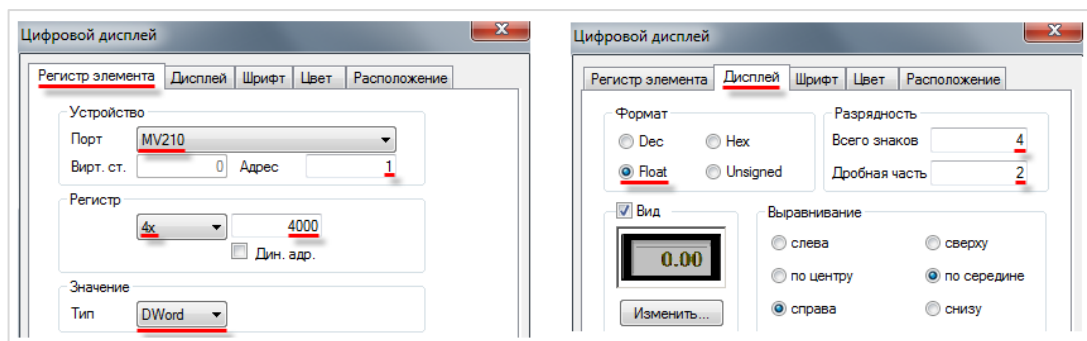 Цифровой дисплей
Регистр элемента Дисплей Шрифт Цвет Расположение
Устройство
Порт MV210
Вирт. ст. 0 Адрес 1
Регистр
4x 4000
Дин. адр.
Значение
Тип DWord
Цифровой дисплей
Регистр элемента Дисплей Шрифт Цвет Расположение
Формат
Dec Hex
Float Unsigned
Разрядность
Всего знаков 4
Дробная часть 2
Вид
0.00
Изменить...
Выравнивание
слева сверху
по центру по середине
справа снизу